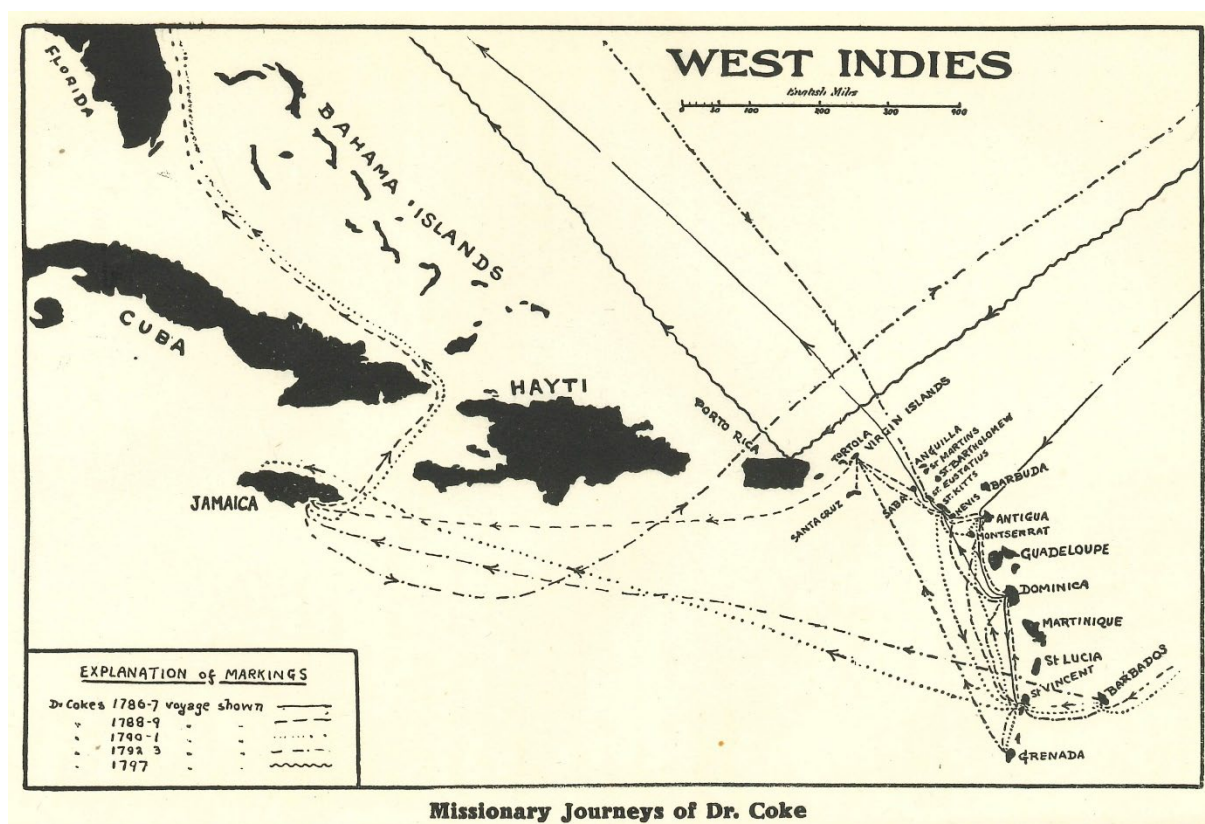 WEST INDIES
English Miles
0 50 100 200 400
FLORIDA
BAHAMA ISLANDS
CUBA
HAYTI
PORTO RICA
JAMAICA
TORTOLA
VIRGIN ISLANDS
SANTA CRUZ
ANGUILLA
St MARTINS
St BARTHOLOMEW
SABA
St EUSTATIUS
St KITTS
NEVIS
BARBUDA
ANTIGUA
MONTSERRAT
GUADELOUPE
DOMINICA
MARTINIQUE
St LUCIA
St VINCENT
BARBADOS
GRENADA
EXPLANATION of MARKINGS
Dr Cokes 1786-7 voyage shown
" 1788-9 " "
" 1790-1 " "
" 1792 3 " "
" 1797 " "
Missionary Journeys of Dr. Coke